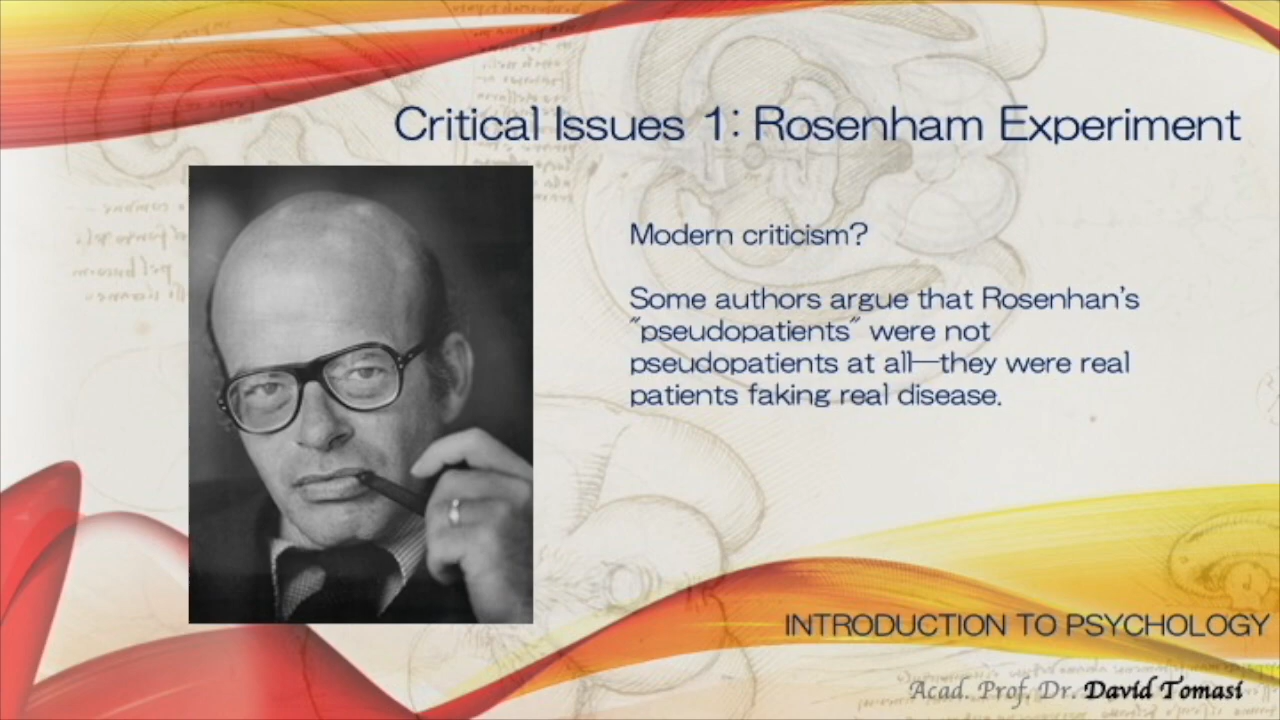 Critical Issues 1: Rosenham Experiment
Modern criticism?
Some authors argue that Rosenhan's
"pseudopatients" were not
pseudopatients at all—they were real
patients faking real disease.
INTRODUCTION TO PSYCHOLOGY
Acad. Prof. Dr. David Tomasi